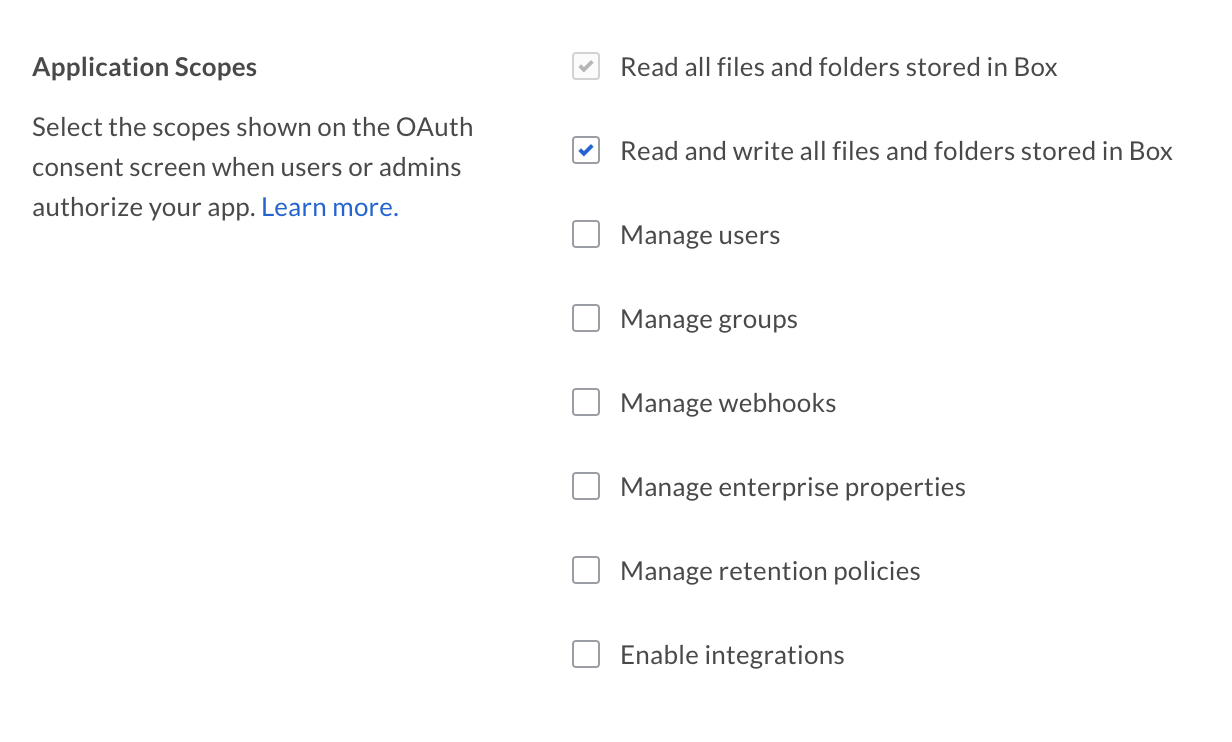 Application Scopes
Select the scopes shown on the OAuth
consent screen when users or admins
authorize your app. Learn more.
Read all files and folders stored in Box
Read and write all files and folders stored in Box
Manage users
Manage groups
Manage webhooks
Manage enterprise properties
Manage retention policies
Enable integrations